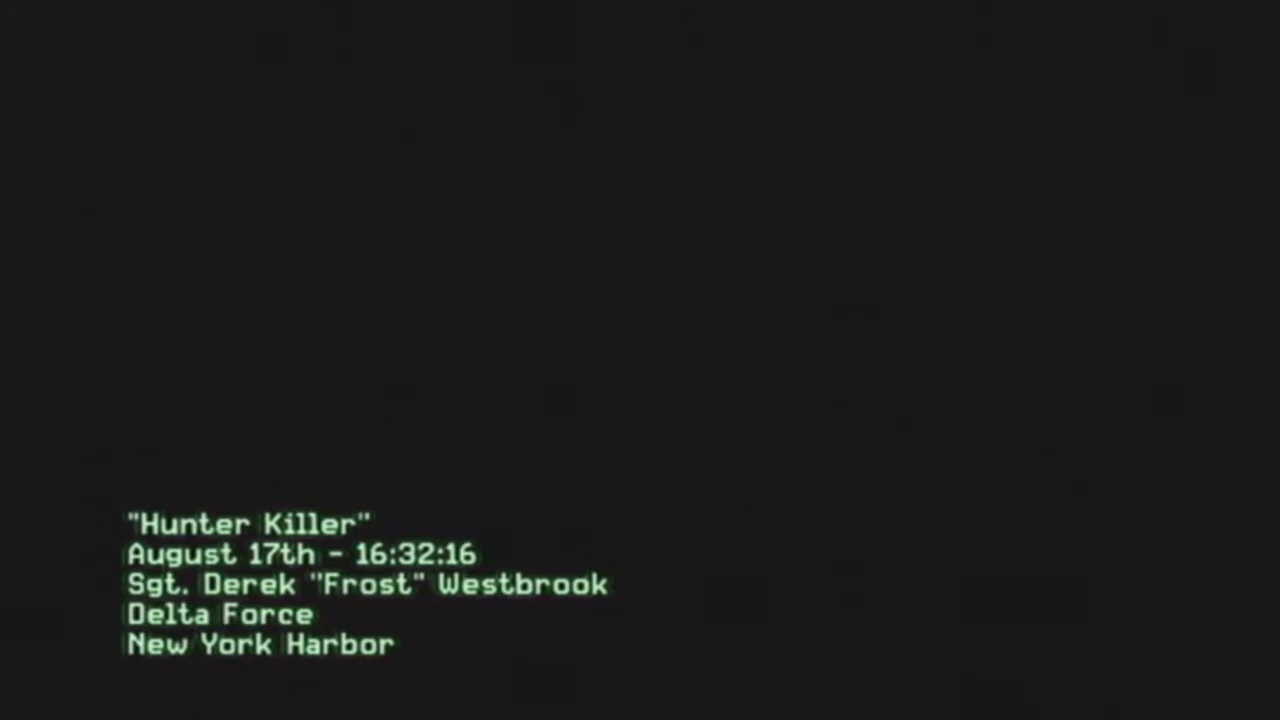 "Hunter Killer"
August 17th - 16:32:16
Sgt. Derek "Frost" Westbrook
Delta Force
New York Harbor